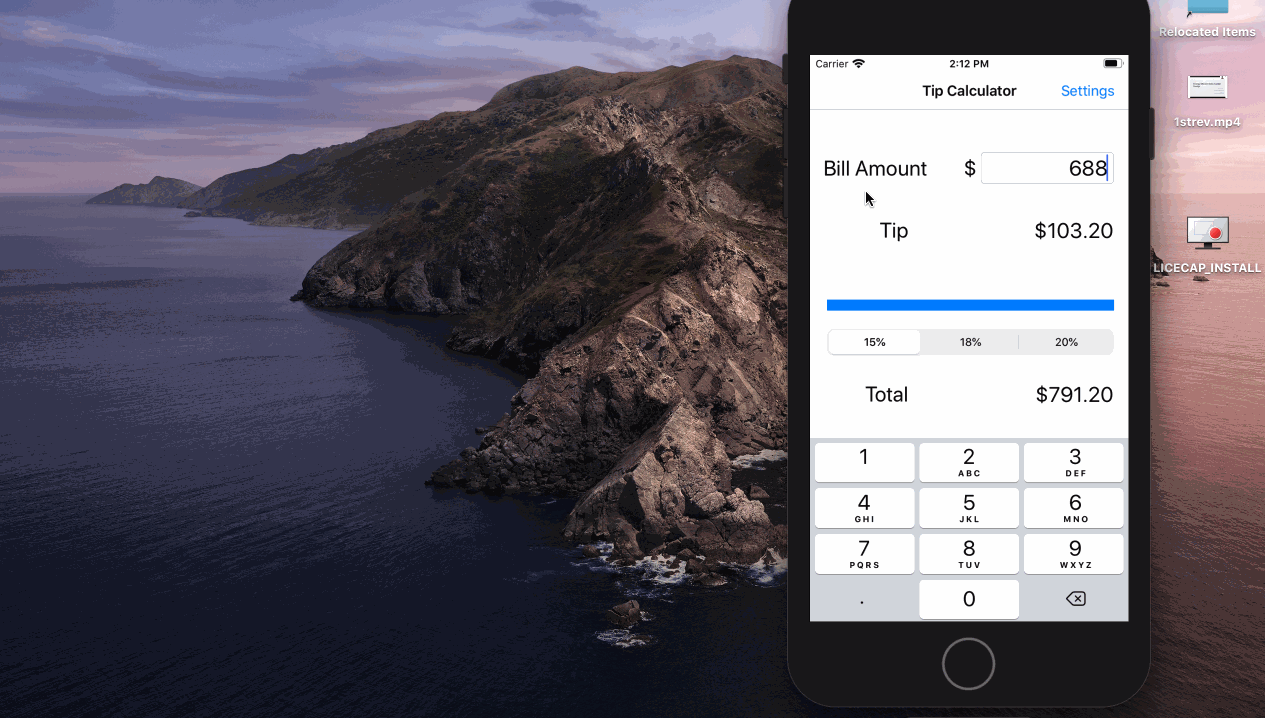 Relocated Items
1strev.mp4
LICECAP_INSTALL
Carrier 2:12 PM
Tip Calculator Settings
Bill Amount $ 688
Tip $103.20
15% 18% 20%
Total $791.20
1 2 3
ABC DEF
4 5 6
GHI JKL MNO
7 8 9
PQRS TUV WXYZ
. 0